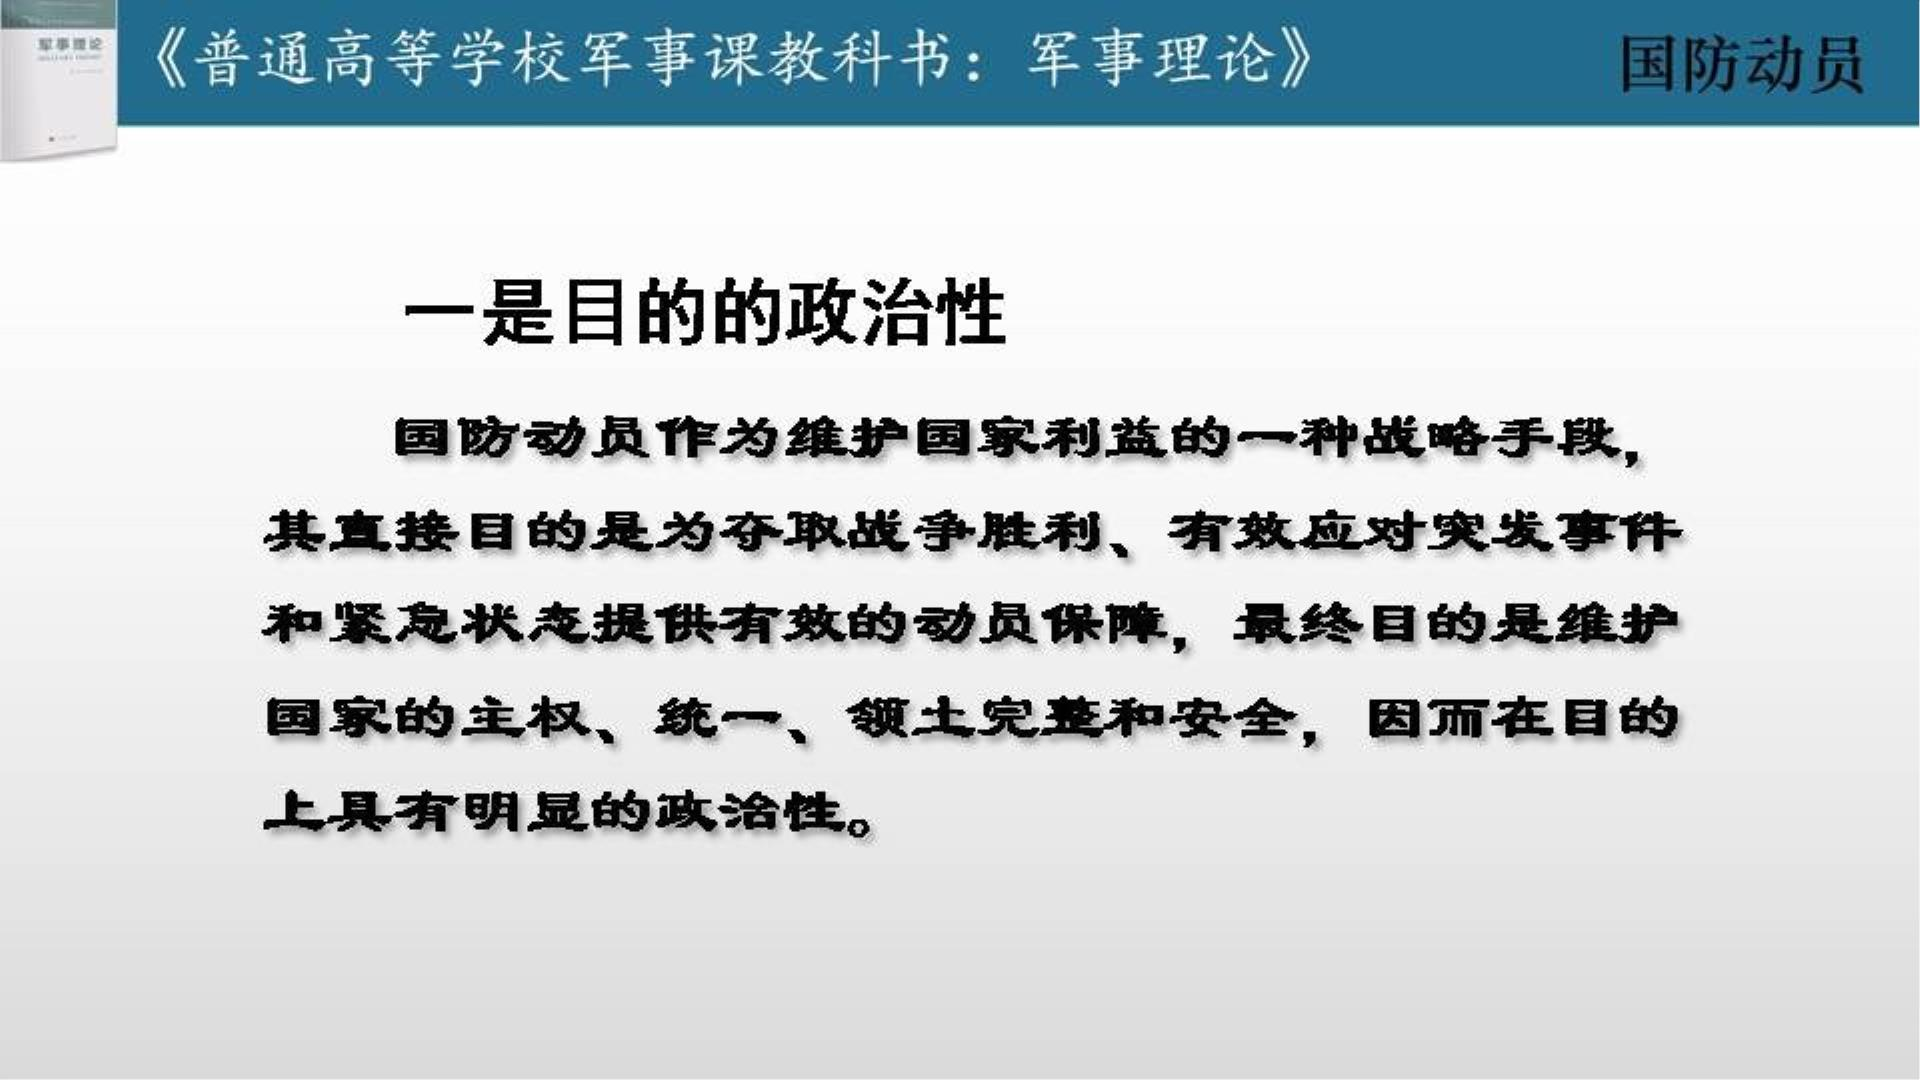 军事理论
《普通高等学校军事课教科书：军事理论》
国防动员
一是目的的政治性
国防动员作为维护国家利益的一种战略手段，
其直接目的是为夺取战争胜利、有效应对突发事件
和紧急状态提供有效的动员保障，最终目的是维护
国家的主权、统一、领土完整和安全，因而在目的
上具有明显的政治性。